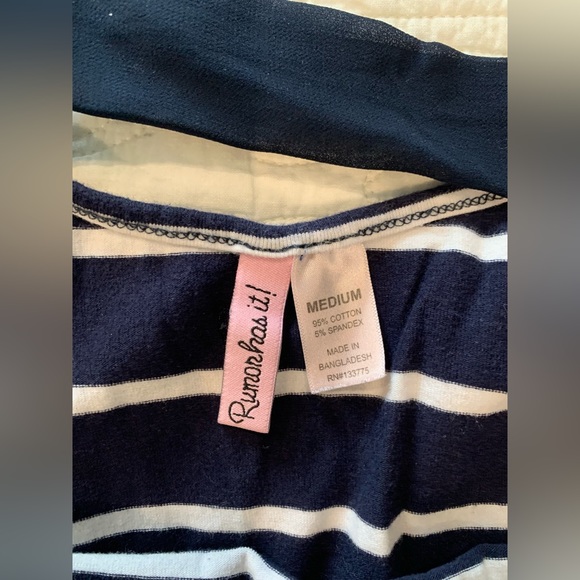 Rumor has it!
MEDIUM
95% COTTON
5% SPANDEX
MADE IN
BANGLADESH
RN#133775